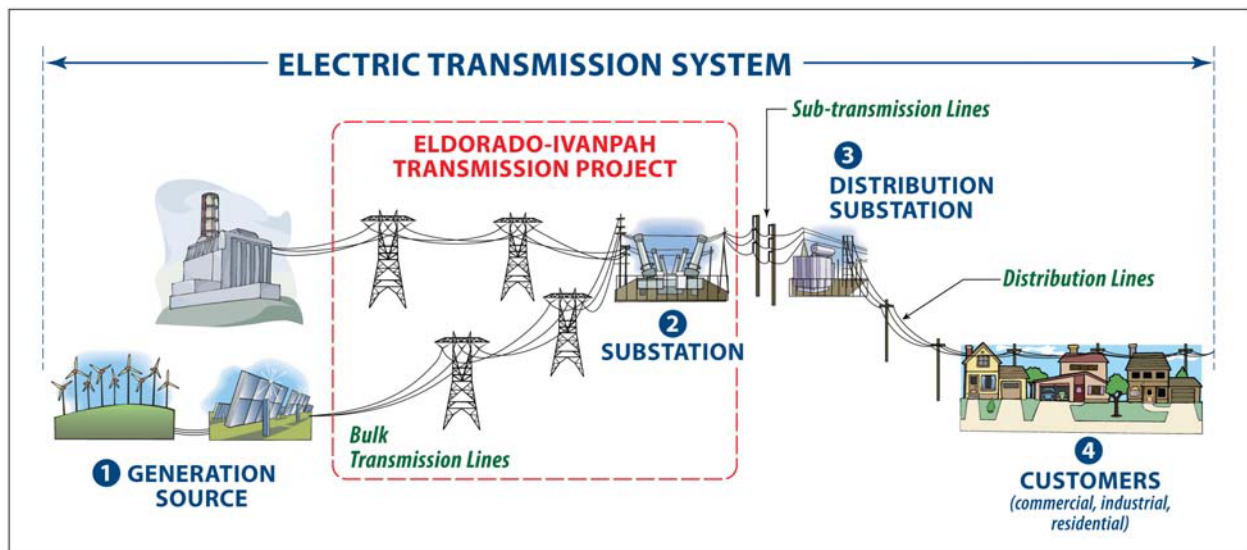 ELECTRIC TRANSMISSION SYSTEM
Sub-transmission Lines
ELDORADO-IVANPAH
TRANSMISSION PROJECT
3
DISTRIBUTION
SUBSTATION
Distribution Lines
2
SUBSTATION
Bulk
Transmission Lines
1 GENERATION
SOURCE
4
CUSTOMERS
(commercial, industrial,
residential)